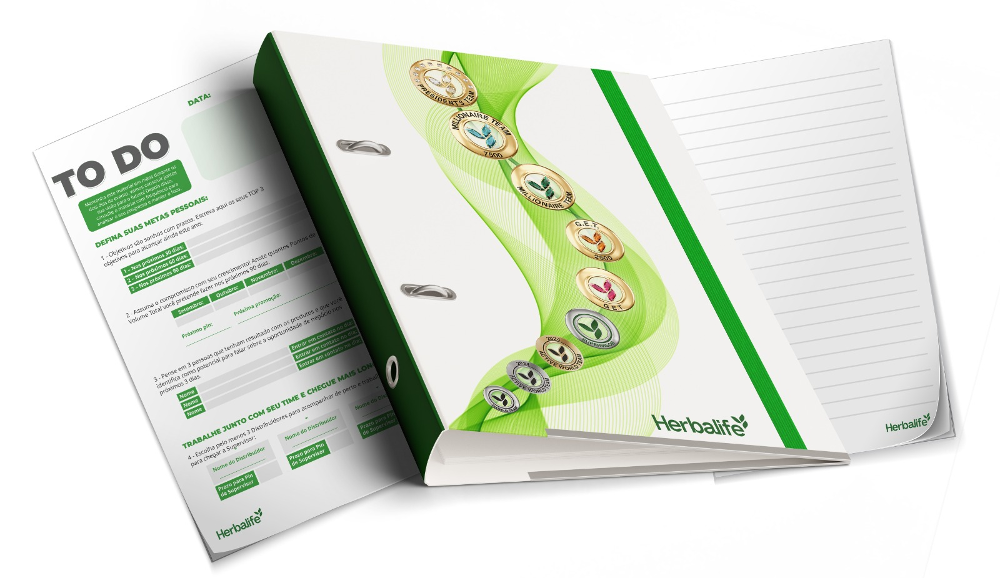 DATA:
TO DO
Mantenha este material em mãos durante os
dois dias de evento, vamos construir juntos
sua visão para o futuro! Depois disso,
consulte o material com frequência para
analisar o seu progresso e manter o foco.
DEFINA SUAS METAS PESSOAIS:
1 - Objetivos são sonhos com prazos. Escreva aqui os seus TOP 3
objetivos para alcançar ainda este ano:
1 – Nos próximos 30 dias:
2 – Nos próximos 60 dias:
3 – Nos próximos 90 dias:
2 - Assuma o compromisso com seu crescimento! Anote quantos Pontos de
Volume Total você pretende fazer nos próximos 90 dias.
Setembro: Outubro: Novembro: Dezembro:
Próximo pin: Próxima promoção:
3 - Pense em 3 pessoas que tenham resultado com os produtos e que você
identifica como potencial para falar sobre a oportunidade de negócio nos
próximos 3 dias.
Nome Entrar em contato no dia:
Nome Entrar em contato no dia:
Nome Entrar em contato no dia:
TRABALHE JUNTO COM SEU TIME E CHEGUE MAIS LON
4 - Escolha pelo menos 3 Distribuidores para acompanhar de perto e trabal
para chegar a Supervisor:
Nome do Distribuidor
Nome do Distribuidor
Nome do Dis
Prazo para Pin
de Supervisor
Prazo para Pin
de Supervisor
Prazo para Pin
de Supervisor
Herbalife
PRESIDENT'S TEAM
MILLIONAIRE TEAM
7500
MILLIONAIRE TEAM
G.E.T.
2500
G.E.T.
SUPERVISOR
2024
ACTIVE WORLD TEAM
2024
ACTIVE WORLD TEAM
WORLD TEAM
Herbalife
Herbalife